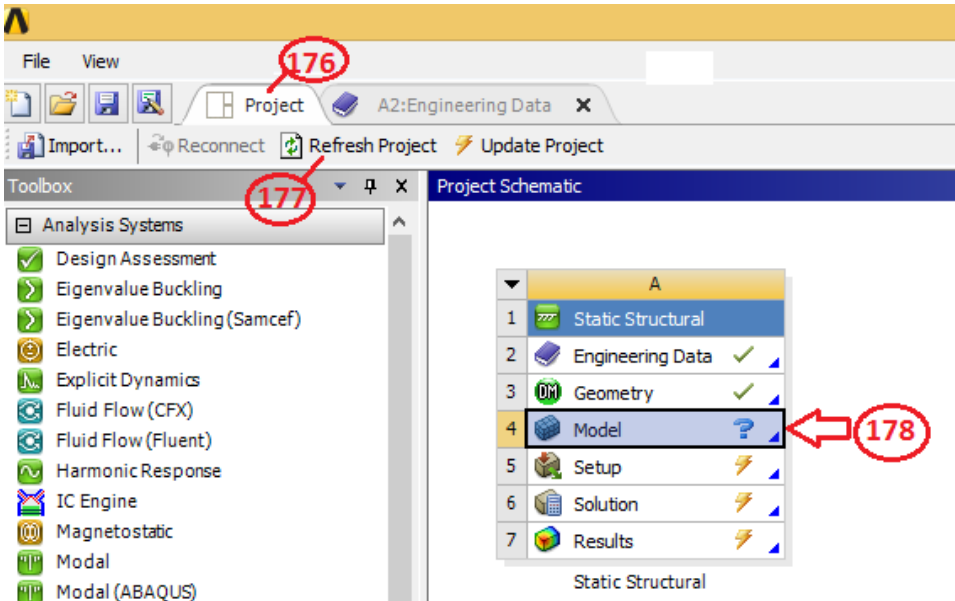 File View
176
Project A2:Engineering Data
Import... Reconnect Refresh Project Update Project
177
Toolbox
Project Schematic
Analysis Systems
Design Assessment
Eigenvalue Buckling
Eigenvalue Buckling (Samcef)
Electric
Explicit Dynamics
Fluid Flow (CFX)
Fluid Flow (Fluent)
Harmonic Response
IC Engine
Magnetostatic
Modal
Modal (ABAQUS)
A
1 Static Structural
2 Engineering Data
3 DM Geometry
4 Model ?
178
5 Setup
6 Solution
7 Results
Static Structural